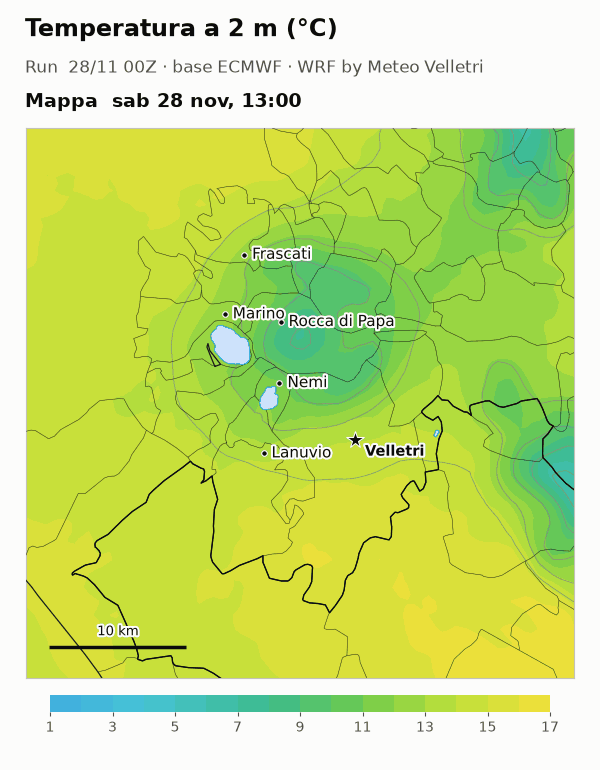 Temperatura a 2 m (°C)
Run 28/11 00Z · base ECMWF · WRF by Meteo Velletri
Mappa sab 28 nov, 13:00
Frascati
Marino
Rocca di Papa
Nemi
Velletri
Lanuvio
10 km
1 3 5 7 9 11 13 15 17